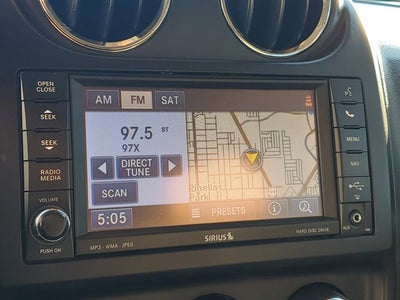 OPEN
CLOSE
SEEK
SEEK
RADIO
MEDIA
VOLUME
PUSH ON
AM FM SAT
97.5 ST
97X
DIRECT
TUNE
SCAN
5:05
PRESETS
Pinellas
Park
MP3 · WMA · JPEG
SIRIUS
HARD DISC DRIVE
MENU
NAV
AUX